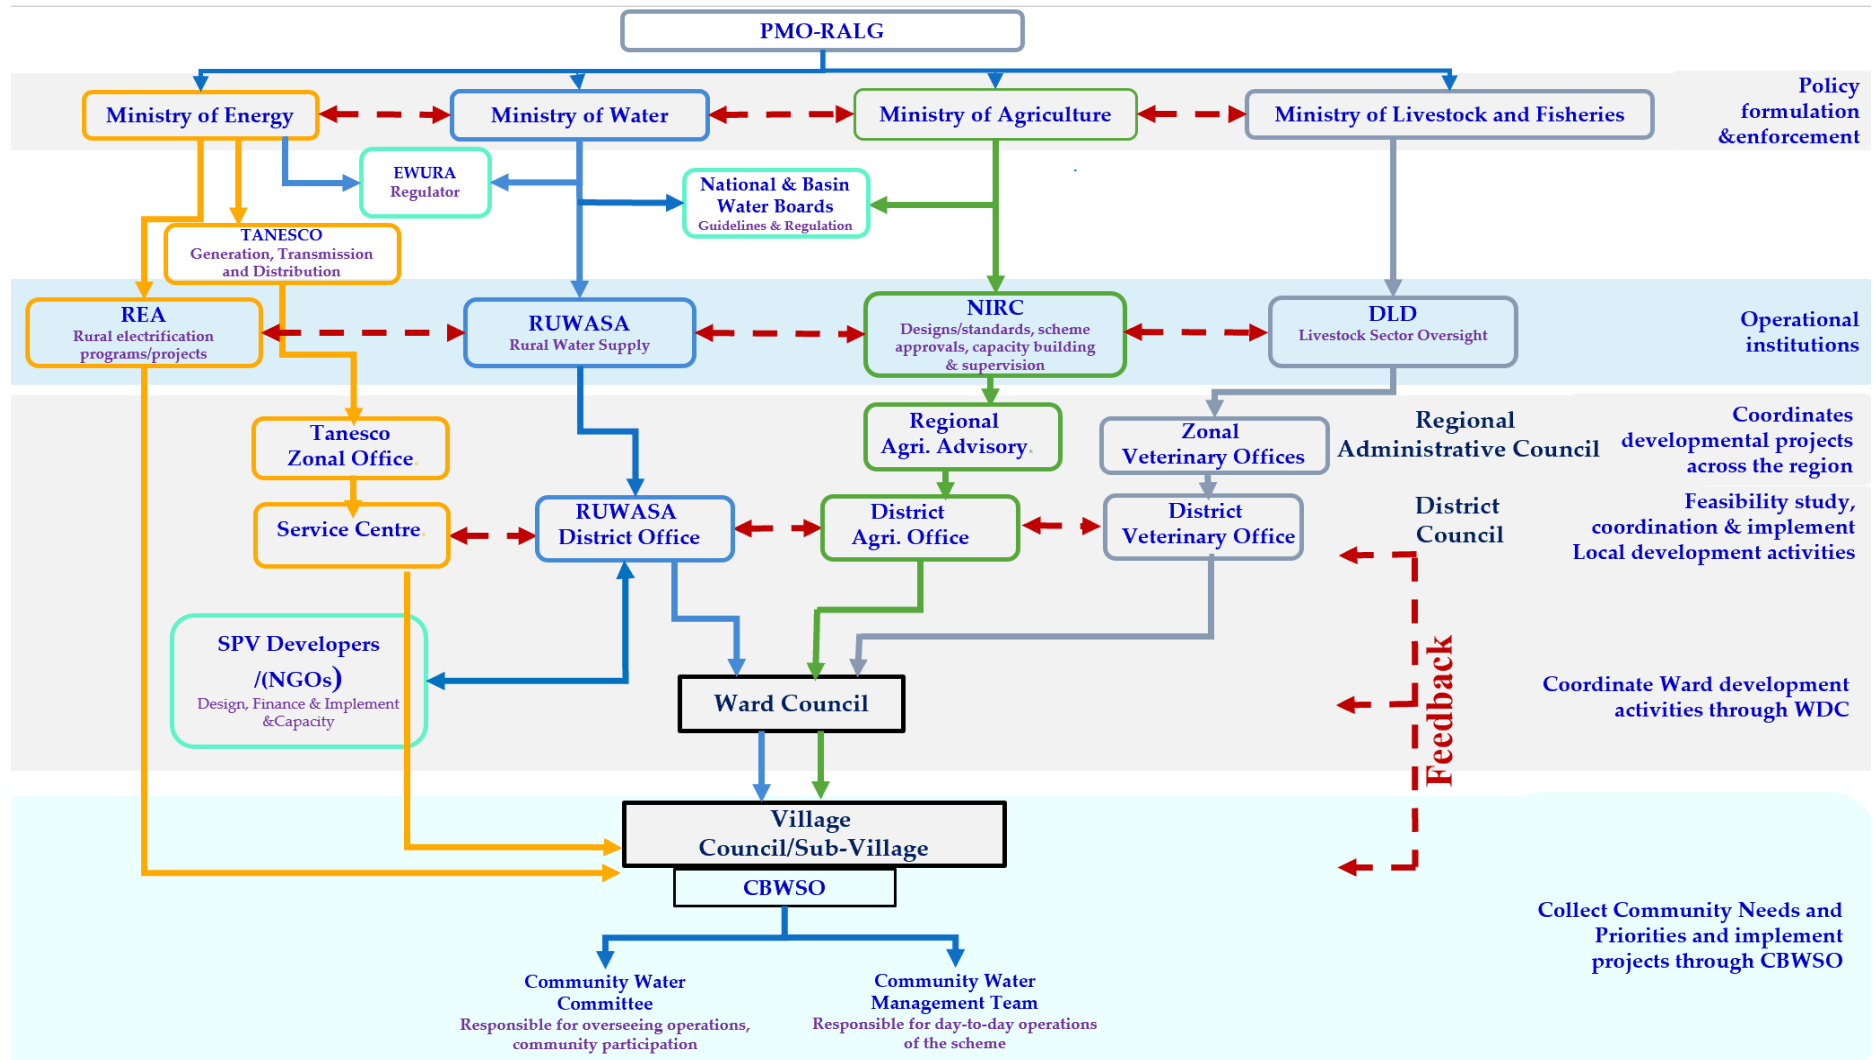 PMO-RALG
Ministry of Energy
Ministry of Water
Ministry of Agriculture
Ministry of Livestock and Fisheries
Policy
formulation
&enforcement
EWURA
Regulator
National & Basin
Water Boards
Guidelines & Regulation
TANESCO
Generation, Transmission
and Distribution
REA
Rural electrification
programs/projects
RUWASA
Rural Water Supply
NIRC
Designs/standards, scheme
approvals, capacity building
& supervision
DLD
Livestock Sector Oversight
Operational
institutions
Tanesco
Zonal Office.
Regional
Agri. Advisory.
Zonal
Veterinary Offices
Regional
Administrative Council
Coordinates
developmental projects
across the region
Service Centre.
RUWASA
District Office
District
Agri. Office
District
Veterinary Office
District
Council
Feasibility study,
coordination & implement
Local development activities
SPV Developers
/(NGOs)
Design, Finance & Implement
&Capacity
Ward Council
Feedback
Coordinate Ward development
activities through WDC
Village
Council/Sub-Village
CBWSO
Collect Community Needs and
Priorities and implement
projects through CBWSO
Community Water
Committee
Responsible for overseeing operations,
community participation
Community Water
Management Team
Responsible for day-to-day operations
of the scheme